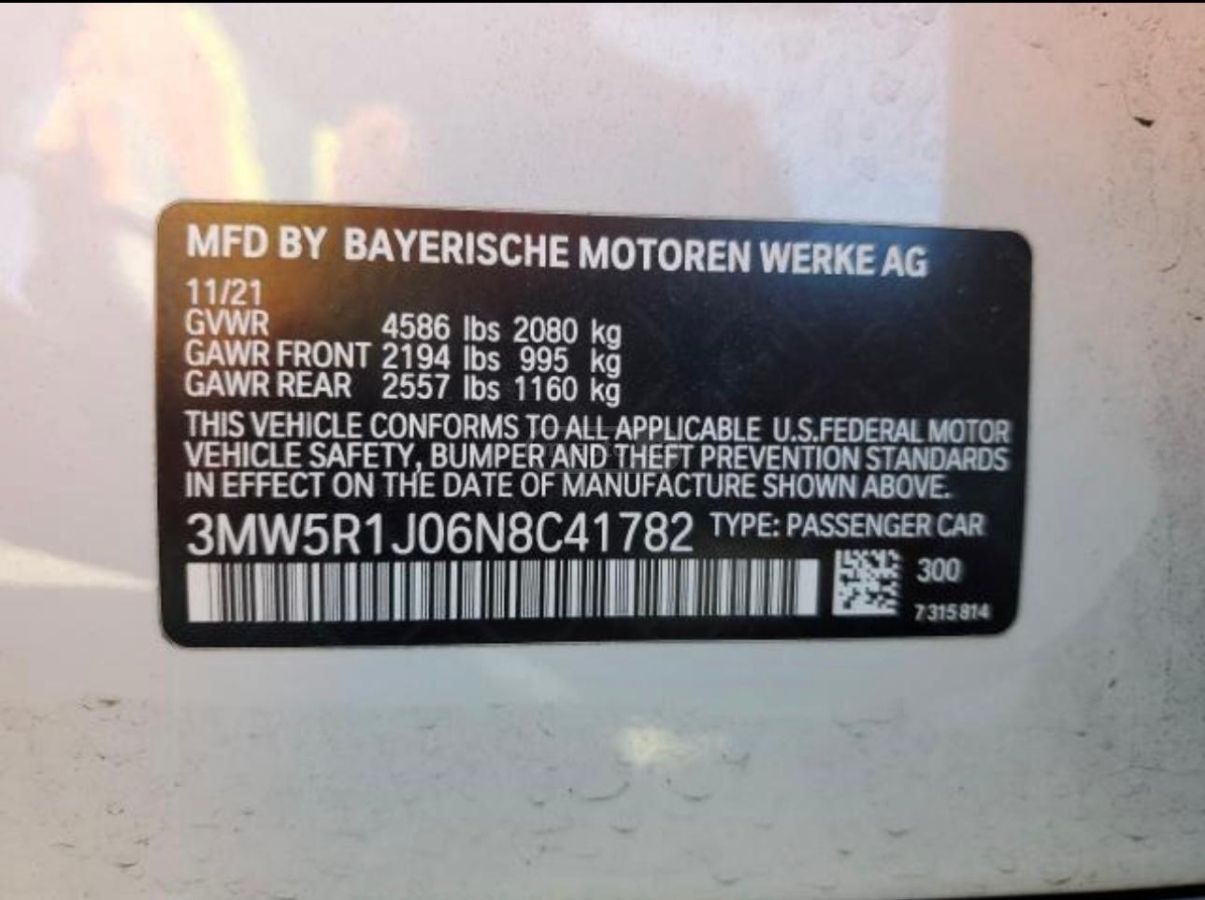 MFD BY BAYERISCHE MOTOREN WERKE AG
11/21
GVWR 4586 lbs 2080 kg
GAWR FRONT 2194 lbs 995 kg
GAWR REAR 2557 lbs 1160 kg
THIS VEHICLE CONFORMS TO ALL APPLICABLE U.S.FEDERAL MOTOR
VEHICLE SAFETY, BUMPER AND THEFT PREVENTION STANDARDS
IN EFFECT ON THE DATE OF MANUFACTURE SHOWN ABOVE.
3MW5R1J06N8C41782 TYPE: PASSENGER CAR
300
7315814